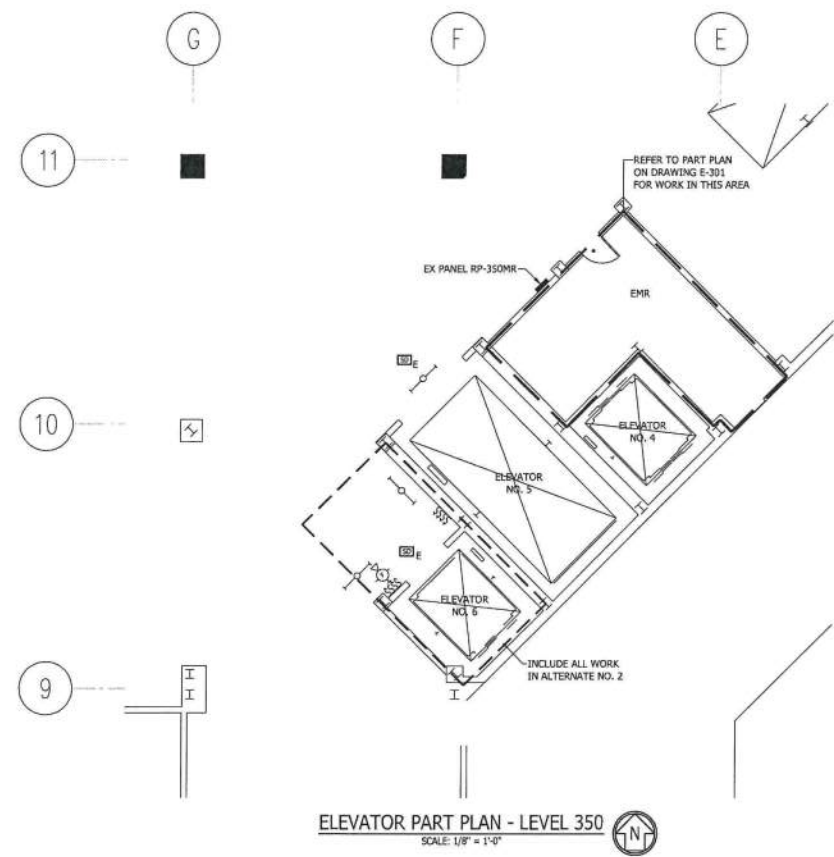 G
F
E
11
REFER TO PART PLAN
ON DRAWING E-301
FOR WORK IN THIS AREA
EX PANEL RP-350MR
EMR
SD E
10
ELEVATOR
NO. 4
ELEVATOR
NO. 5
SD E
ELEVATOR
NO. 6
9
INCLUDE ALL WORK
IN ALTERNATE NO. 2
ELEVATOR PART PLAN - LEVEL 350
SCALE: 1/8" = 1'-0"
N